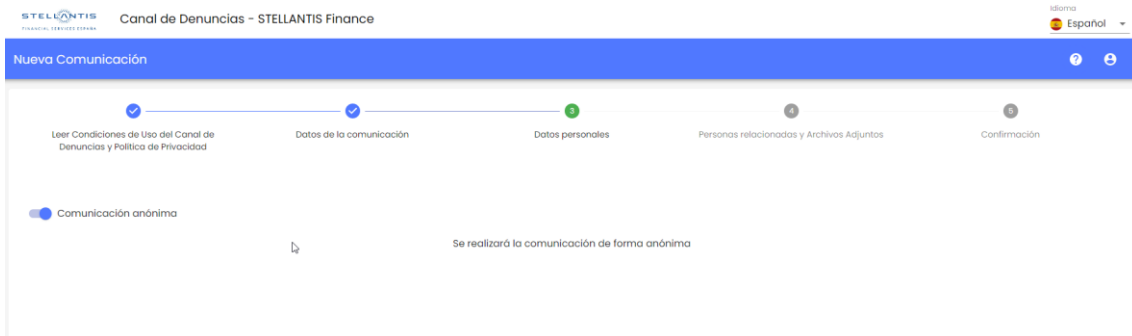 STELLANTIS
FINANCIAL SERVICES ESPAÑA
Canal de Denuncias - STELLANTIS Finance
Idioma
Español
Nueva Comunicación
3
4
5
Leer Condiciones de Uso del Canal de
Denuncias y Política de Privacidad
Datos de la comunicación
Datos personales
Personas relacionadas y Archivos Adjuntos
Confirmación
Comunicación anónima
Se realizará la comunicación de forma anónima